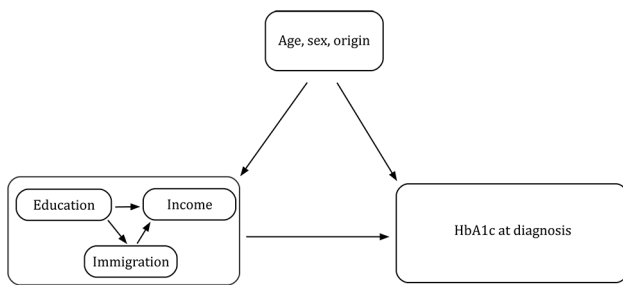 Age, sex, origin
Education
Income
Immigration
HbA1c at diagnosis